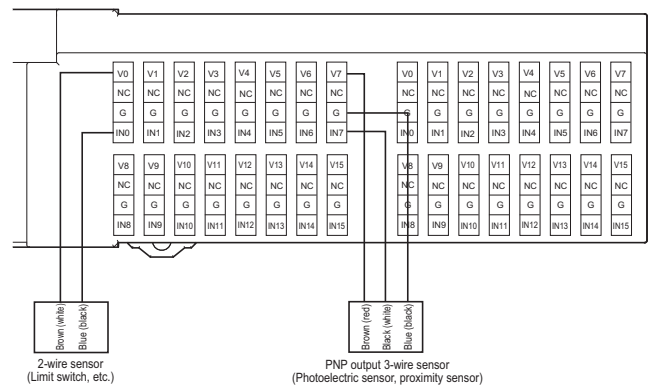 V0 V1 V2 V3 V4 V5 V6 V7 V0 V1 V2 V3 V4 V5 V6 V7
NC NC NC NC NC NC NC NC NC NC NC NC NC NC NC NC
G G G G G G G G G G G G G G G G
IN0 IN1 IN2 IN3 IN4 IN5 IN6 IN7 IN0 IN1 IN2 IN3 IN4 IN5 IN6 IN7
V8 V9 V10 V11 V12 V13 V14 V15 V8 V9 V10 V11 V12 V13 V14 V15
NC NC NC NC NC NC NC NC NC NC NC NC NC NC NC NC
G G G G G G G G G G G G G G G G
IN8 IN9 IN10 IN11 IN12 IN13 IN14 IN15 IN8 IN9 IN10 IN11 IN12 IN13 IN14 IN15
Brown (white)
Blue (black)
Brown (red)
Black (white)
Blue (black)
2-wire sensor
(Limit switch, etc.)
PNP output 3-wire sensor
(Photoelectric sensor, proximity sensor)